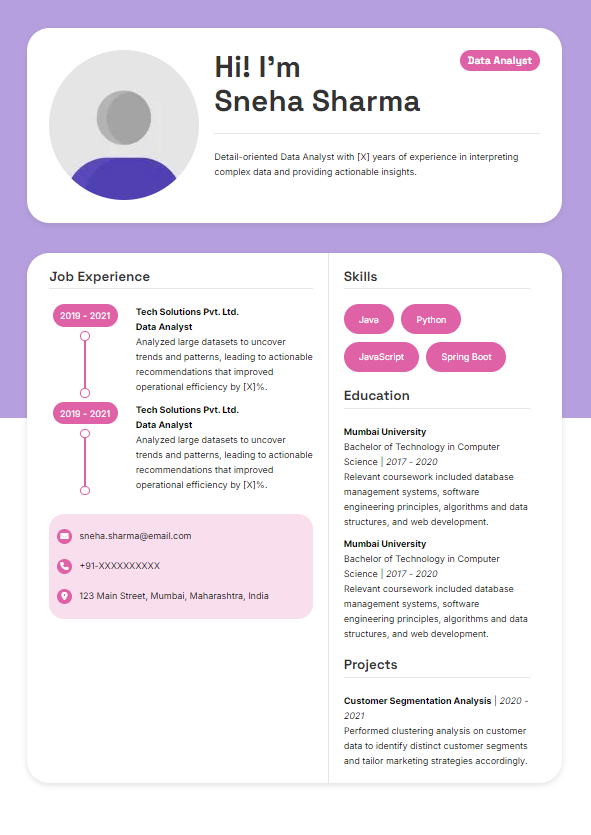 Hi! I'm
Sneha Sharma
Data Analyst
Detail-oriented Data Analyst with [X] years of experience in interpreting
complex data and providing actionable insights.
Job Experience
2019 - 2021
Tech Solutions Pvt. Ltd.
Data Analyst
Analyzed large datasets to uncover
trends and patterns, leading to actionable
recommendations that improved
operational efficiency by [X]%.
2019 - 2021
Tech Solutions Pvt. Ltd.
Data Analyst
Analyzed large datasets to uncover
trends and patterns, leading to actionable
recommendations that improved
operational efficiency by [X]%.
sneha.sharma@email.com
+91-XXXXXXXXXX
123 Main Street, Mumbai, Maharashtra, India
Skills
Java
Python
JavaScript
Spring Boot
Education
Mumbai University
Bachelor of Technology in Computer
Science | 2017 - 2020
Relevant coursework included database
management systems, software
engineering principles, algorithms and data
structures, and web development.
Mumbai University
Bachelor of Technology in Computer
Science | 2017 - 2020
Relevant coursework included database
management systems, software
engineering principles, algorithms and data
structures, and web development.
Projects
Customer Segmentation Analysis | 2020 -
2021
Performed clustering analysis on customer
data to identify distinct customer segments
and tailor marketing strategies accordingly.